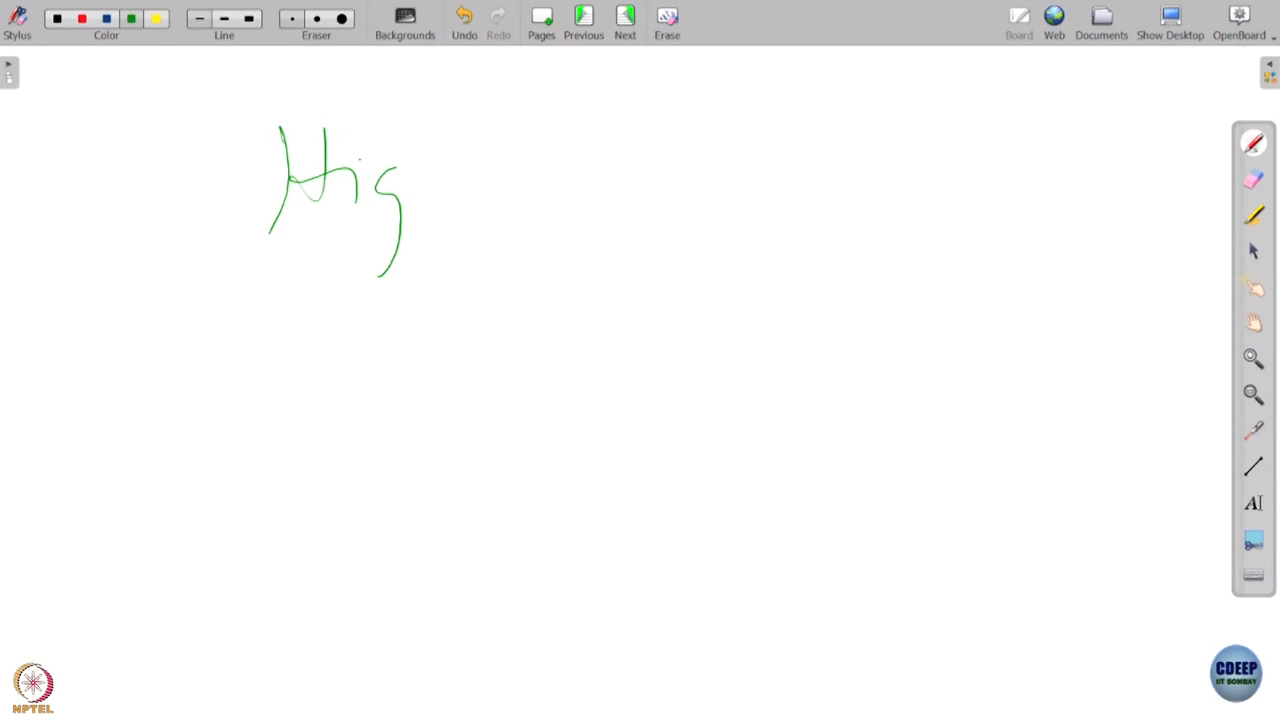 Stylus Color Line Eraser Backgrounds Undo Redo Pages Previous Next Erase Board Web Documents Show Desktop OpenBoard
Hig
NPTEL
CDEEP
IIT BOMBAY